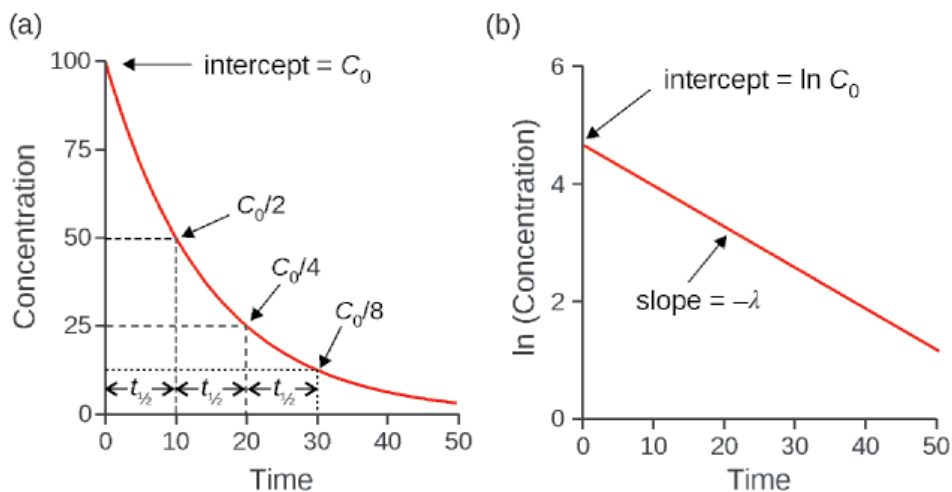 (a)
intercept = C₀
100
75
50
25
0
Concentration
C₀/2
C₀/4
C₀/8
t½
t½
t½
0 10 20 30 40 50
Time
(b)
intercept = ln C₀
6
4
2
0
ln (Concentration)
slope = –λ
0 10 20 30 40 50
Time